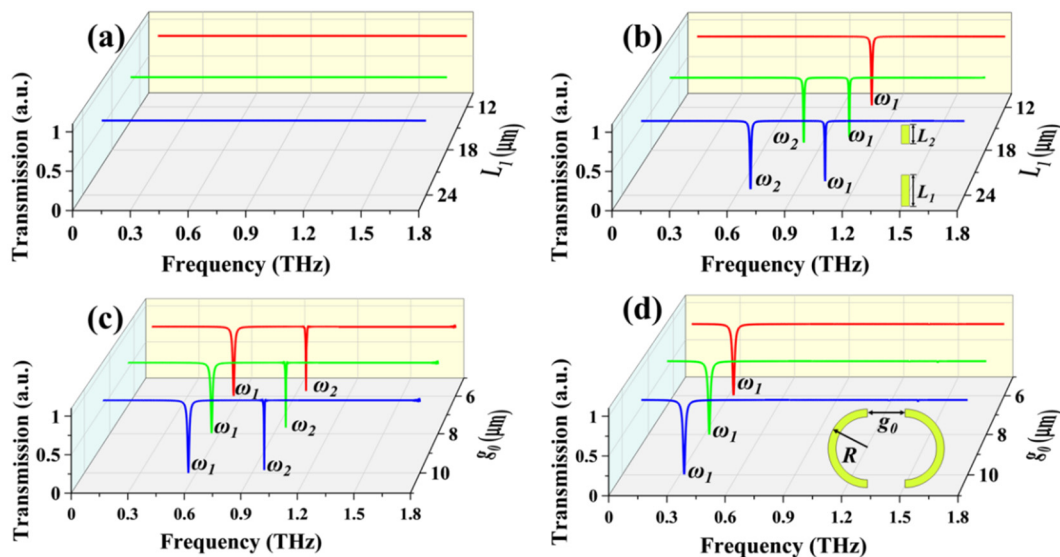 (a)
Transmission (a.u.)
1
0.5
0
0 0.3 0.6 0.9 1.2 1.5 1.8
Frequency (THz)
12
18
24
L1 (μm)
(b)
Transmission (a.u.)
1
0.5
0
ω1
ω2 ω1
ω2 ω1
L2
L1
0 0.3 0.6 0.9 1.2 1.5 1.8
Frequency (THz)
12
18
24
L1 (μm)
(c)
Transmission (a.u.)
1
0.5
0
ω1 ω2
ω1 ω2
ω1 ω2
0 0.3 0.6 0.9 1.2 1.5 1.8
Frequency (THz)
6
8
10
g0 (μm)
(d)
Transmission (a.u.)
1
0.5
0
ω1
ω1
ω1
g0
R
0 0.3 0.6 0.9 1.2 1.5 1.8
Frequency (THz)
6
8
10
g0 (μm)